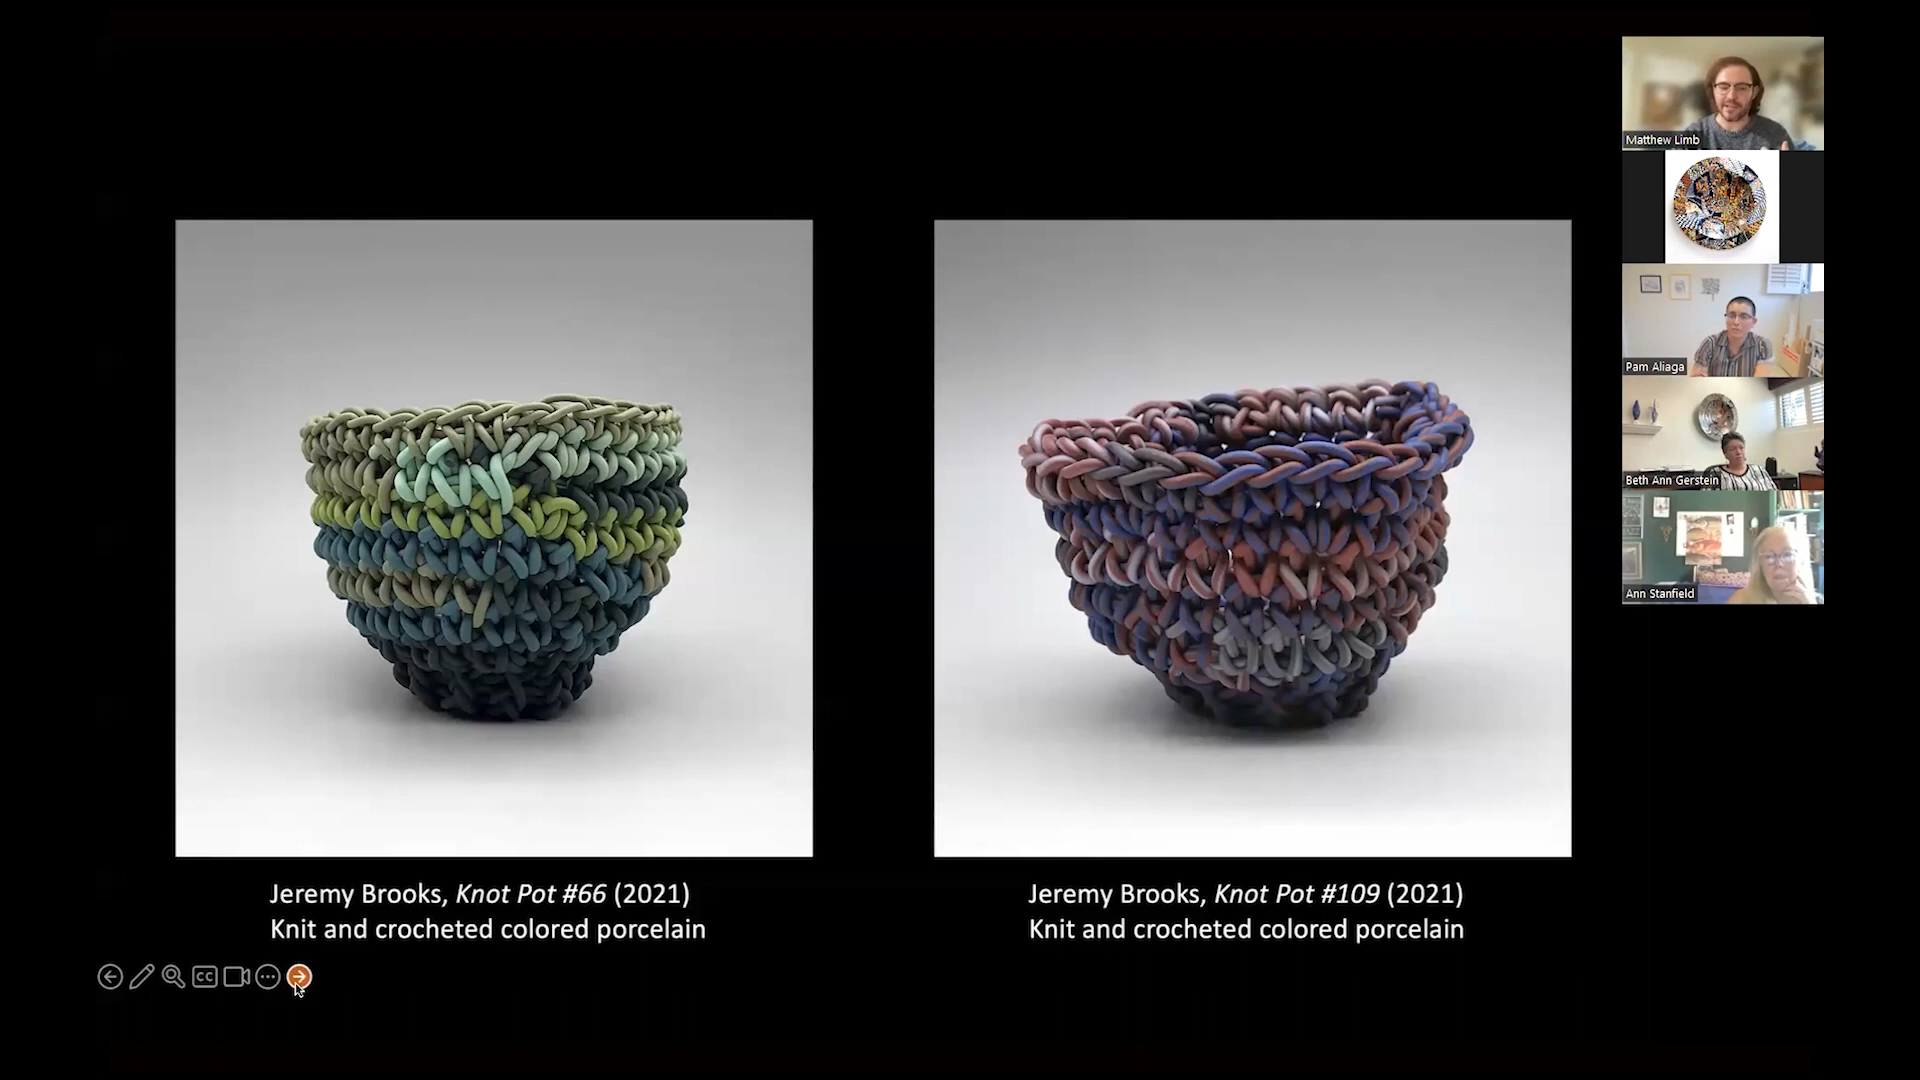 Matthew Limb
Pam Aliaga
Beth Ann Gerstein
Ann Stanfield
Jeremy Brooks, Knot Pot #66 (2021)
Knit and crocheted colored porcelain
Jeremy Brooks, Knot Pot #109 (2021)
Knit and crocheted colored porcelain
CC